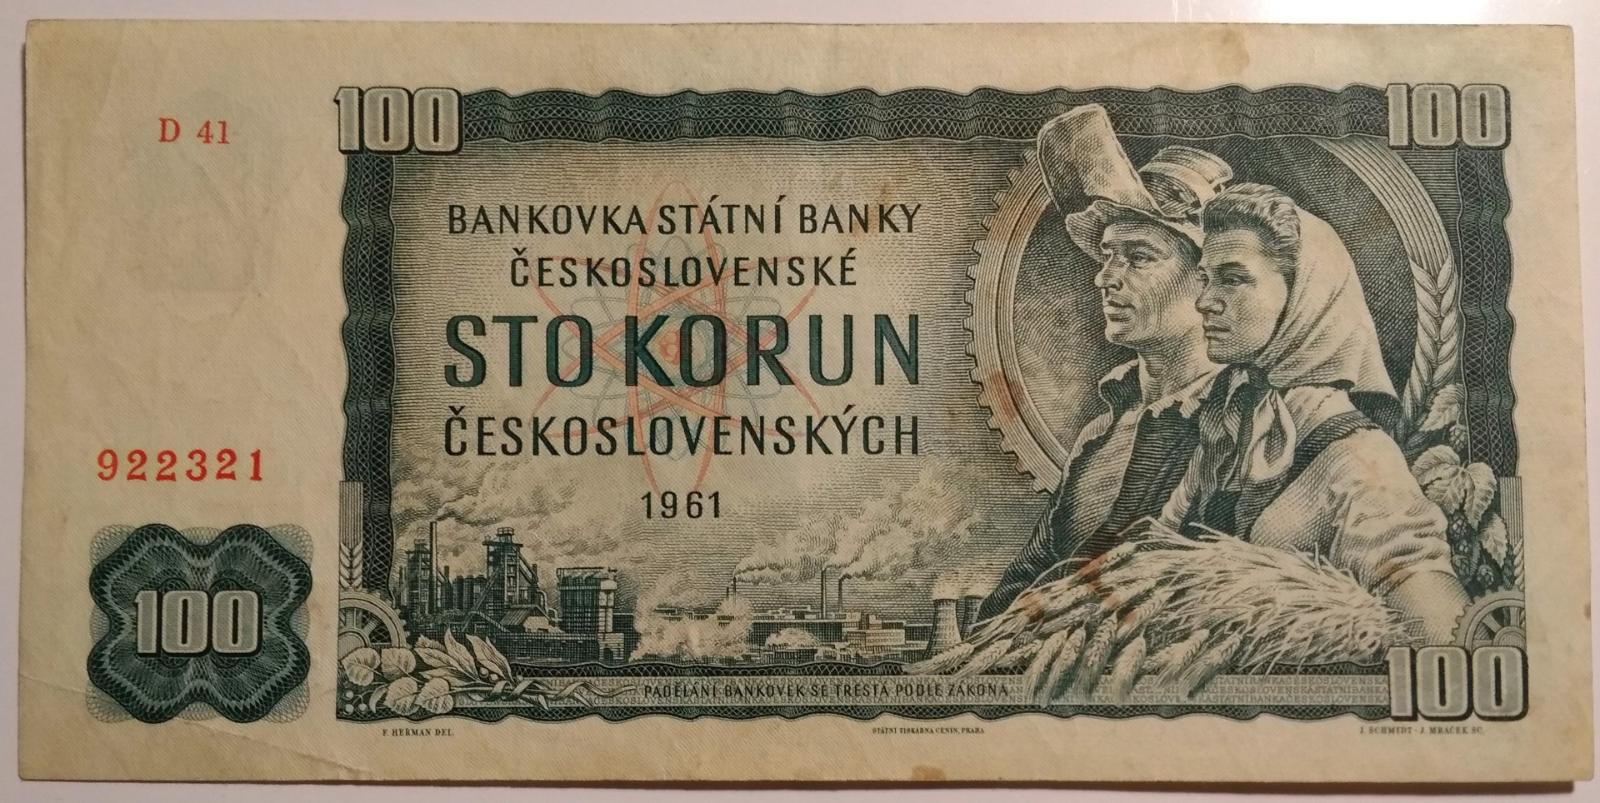 100
100
D 41
BANKOVKA STÁTNÍ BANKY
ČESKOSLOVENSKÉ
STO KORUN
ČESKOSLOVENSKÝCH
922321
1961
100
100
PADĚLÁNÍ BANKOVEK SE TRESTÁ PODLE ZÁKONA
F. HEŘMAN DEL.
STÁTNÍ TISKÁRNA CENIN, PRAHA
J. SCHMIDT - J. MRÁČEK SC.